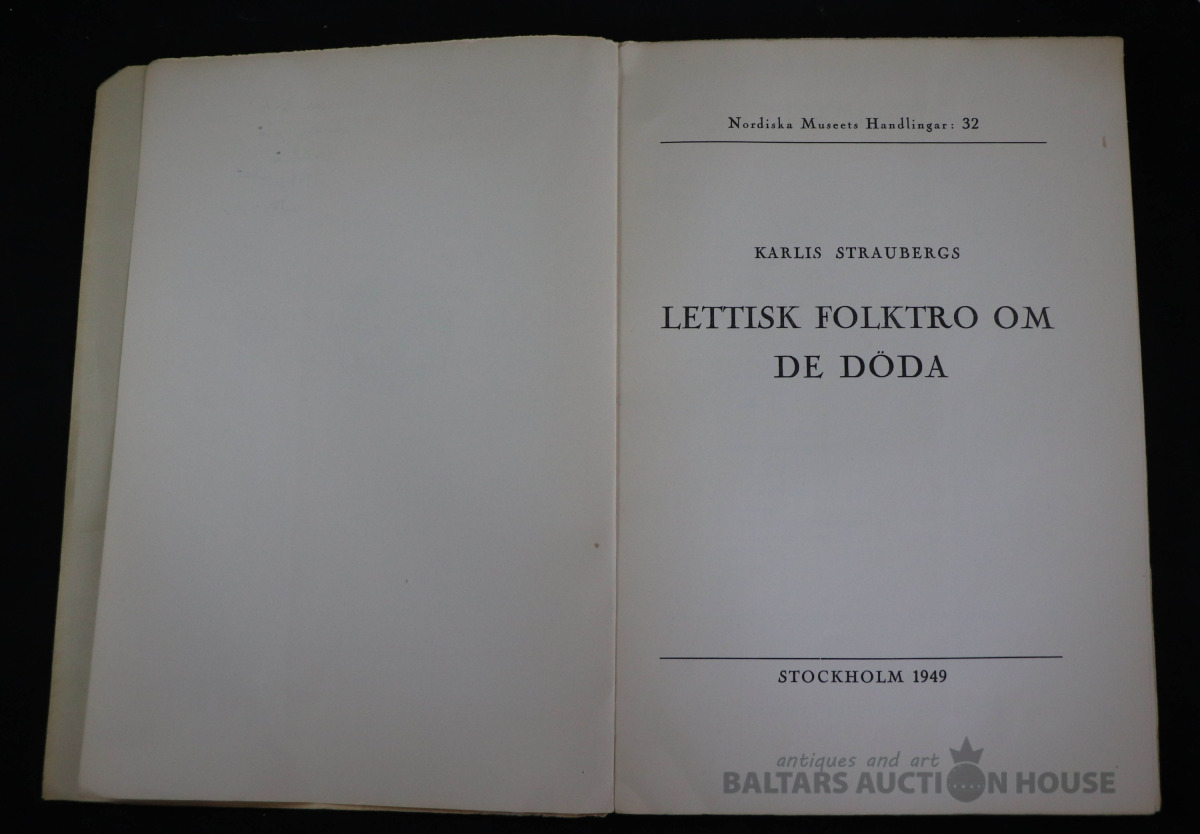 Nordiska Museets Handlingar: 32
KARLIS STRAUBERGS
LETTISK FOLKTRO OM
DE DÖDA
STOCKHOLM 1949
antiques and art
BALTARS AUCTION HOUSE